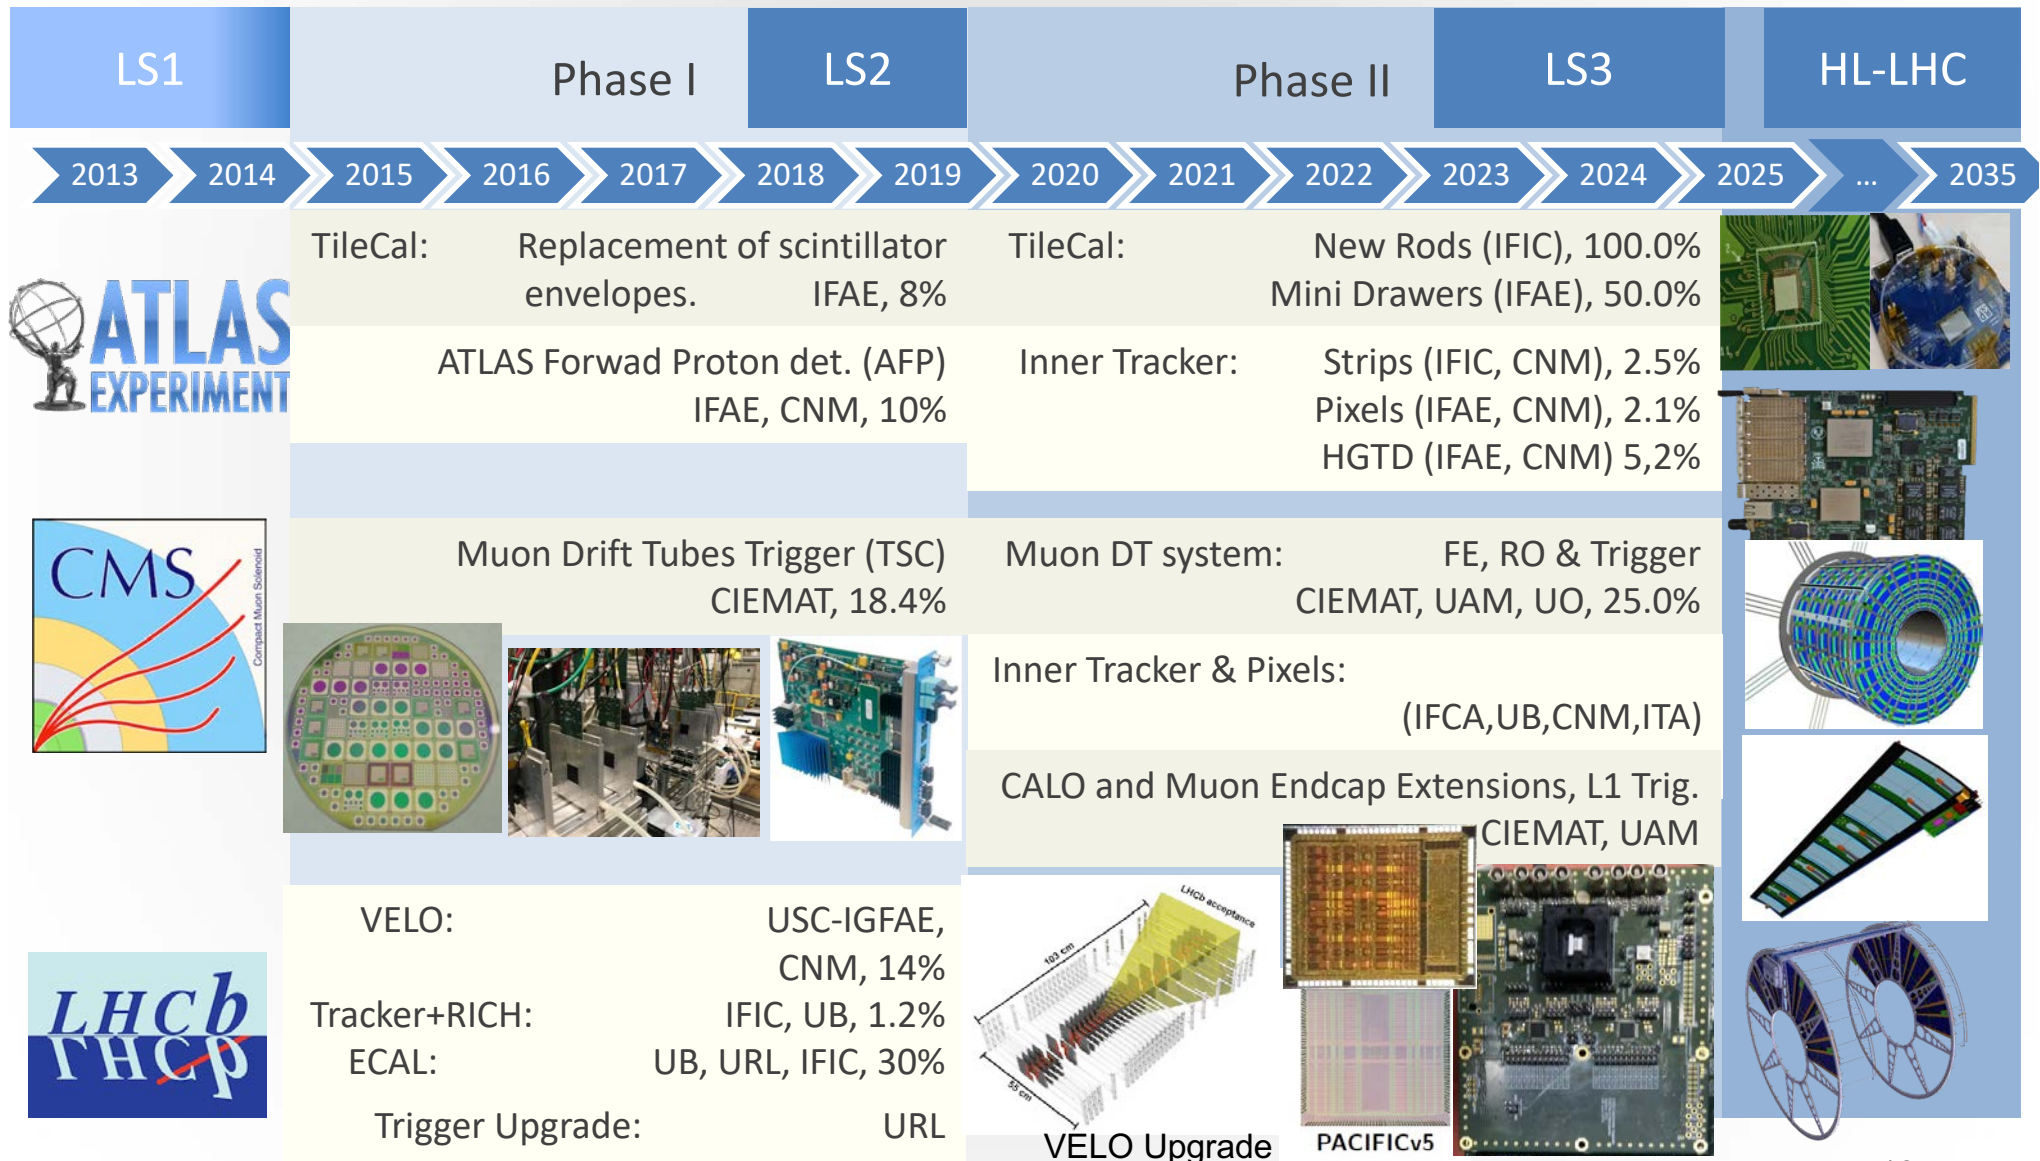 LS1
Phase I
LS2
Phase II
LS3
HL-LHC
2013
2014
2015
2016
2017
2018
2019
2020
2021
2022
2023
2024
2025
...
2035
ATLAS
EXPERIMENT
TileCal: Replacement of scintillator
envelopes. IFAE, 8%
ATLAS Forwad Proton det. (AFP)
IFAE, CNM, 10%
TileCal: New Rods (IFIC), 100.0%
Mini Drawers (IFAE), 50.0%
Inner Tracker: Strips (IFIC, CNM), 2.5%
Pixels (IFAE, CNM), 2.1%
HGTD (IFAE, CNM) 5,2%
CMS
Compact Muon Solenoid
Muon Drift Tubes Trigger (TSC)
CIEMAT, 18.4%
Muon DT system: FE, RO & Trigger
CIEMAT, UAM, UO, 25.0%
Inner Tracker & Pixels:
(IFCA,UB,CNM,ITA)
CALO and Muon Endcap Extensions, L1 Trig.
CIEMAT, UAM
LHCb
LHCb
VELO: USC-IGFAE,
CNM, 14%
Tracker+RICH: IFIC, UB, 1.2%
ECAL: UB, URL, IFIC, 30%
Trigger Upgrade: URL
LHCb acceptance
103 cm
55 cm
VELO Upgrade
PACIFICv5